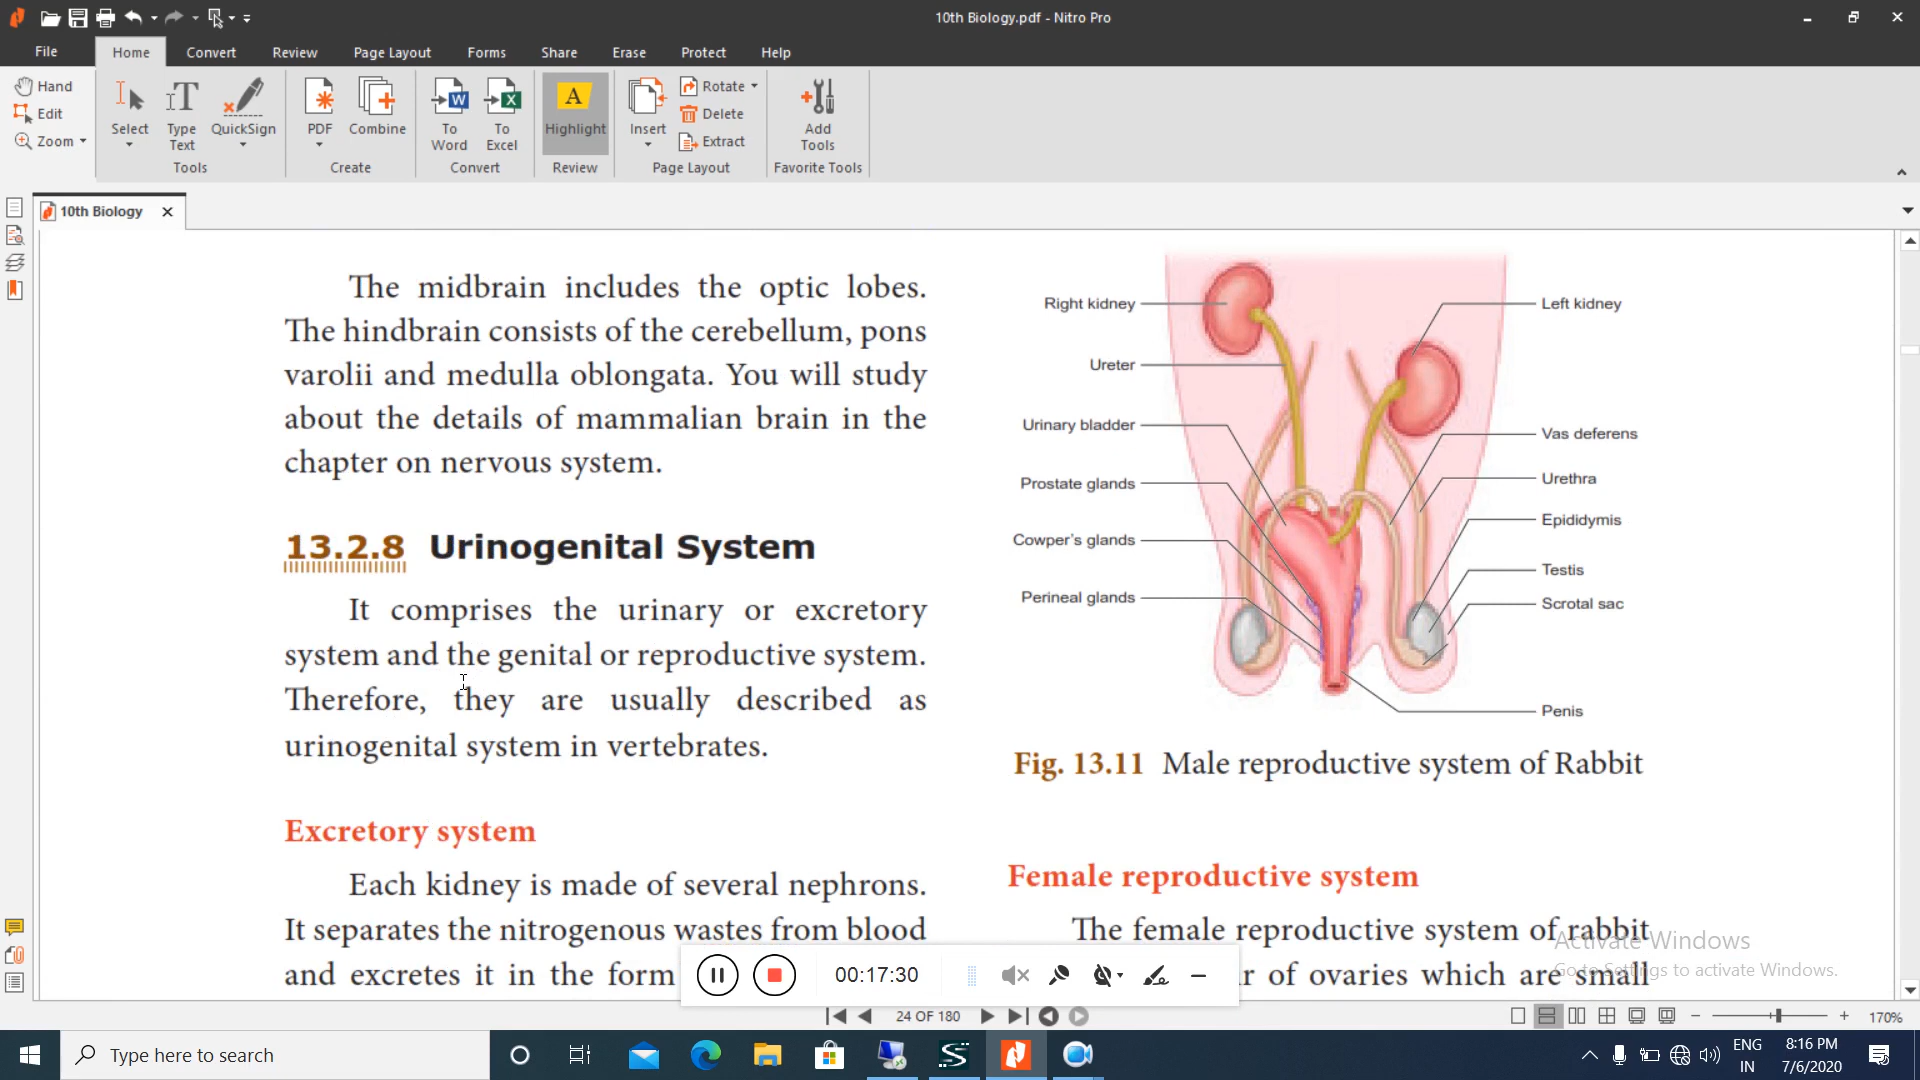 10th Biology.pdf - Nitro Pro
File Home Convert Review Page Layout Forms Share Erase Protect Help
Hand
Edit
Zoom
Select
Type Text
QuickSign
Tools
PDF
Combine
Create
To Word
To Excel
Convert
Highlight
Review
Insert
Rotate
Delete
Extract
Page Layout
Add Tools
Favorite Tools
10th Biology
The midbrain includes the optic lobes.
The hindbrain consists of the cerebellum, pons
varolii and medulla oblongata. You will study
about the details of mammalian brain in the
chapter on nervous system.
13.2.8 Urinogenital System
It comprises the urinary or excretory
system and the genital or reproductive system.
Therefore, they are usually described as
urinogenital system in vertebrates.
Excretory system
Each kidney is made of several nephrons.
It separates the nitrogenous wastes from blood
and excretes it in the form
Right kidney
Ureter
Urinary bladder
Prostate glands
Cowper's glands
Perineal glands
Left kidney
Vas deferens
Urethra
Epididymis
Testis
Scrotal sac
Penis
Fig. 13.11 Male reproductive system of Rabbit
Female reproductive system
The female reproductive system of rabbit
r of ovaries which are small
Activate Windows
Go to Settings to activate Windows.
00:17:30
24 OF 180
170%
Type here to search
ENG
IN
8:16 PM
7/6/2020